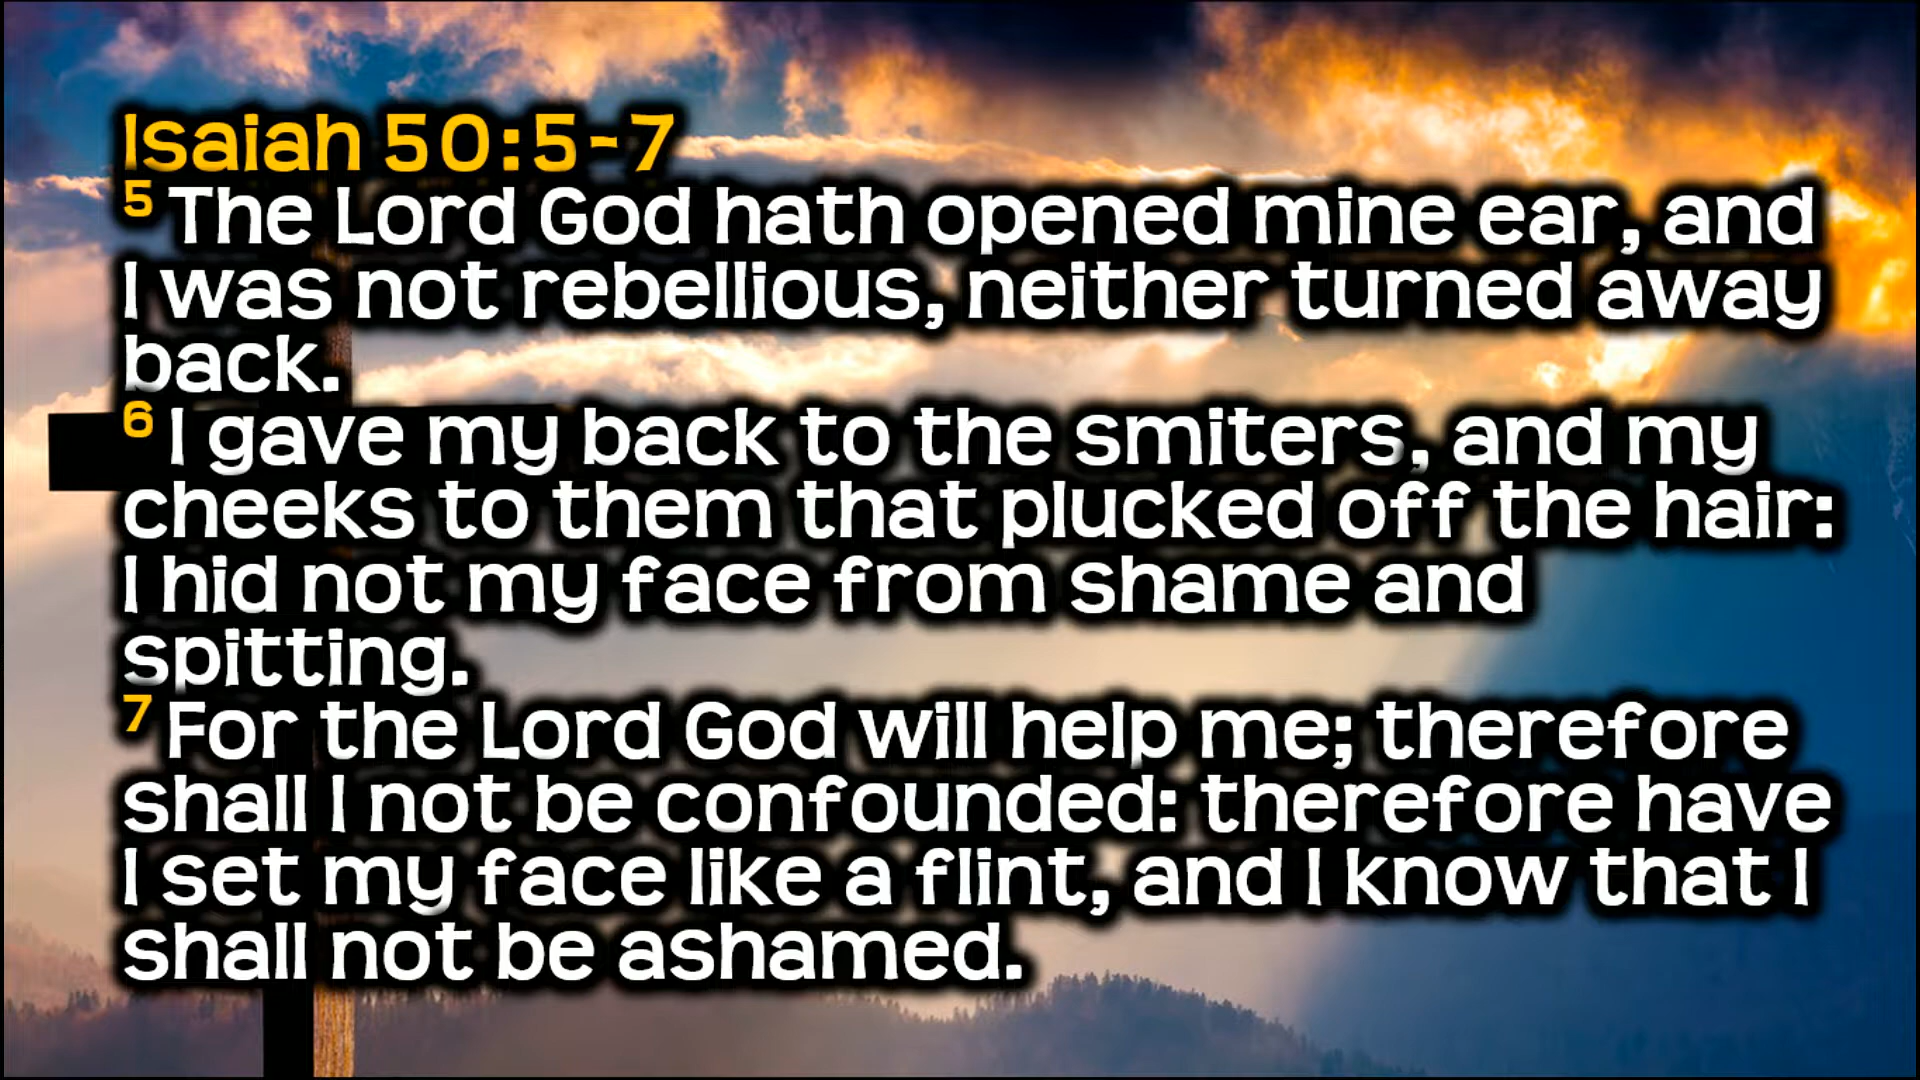 Isaiah 50:5-7
5 The Lord God hath opened mine ear, and
I was not rebellious, neither turned away
back.
6 I gave my back to the smiters, and my
cheeks to them that plucked off the hair:
I hid not my face from shame and
spitting.
7 For the Lord God will help me; therefore
shall I not be confounded: therefore have
I set my face like a flint, and I know that I
shall not be ashamed.